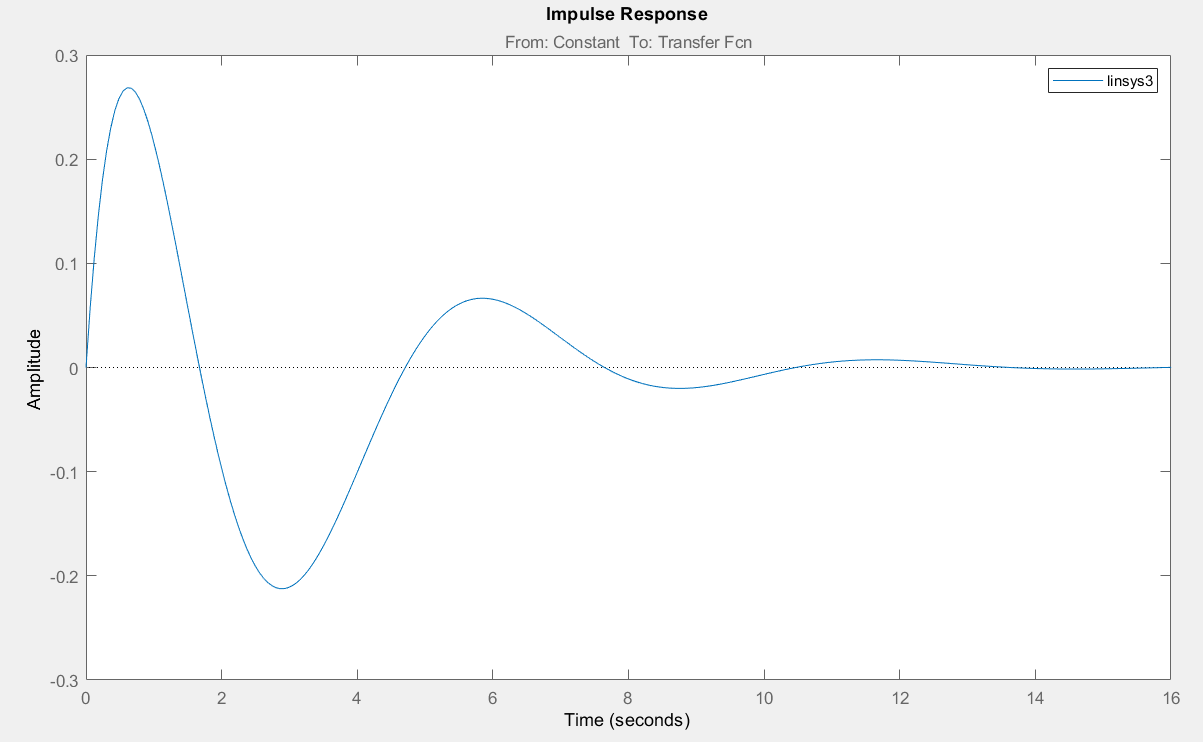 Impulse Response
From: Constant  To: Transfer Fcn
linsys3
Amplitude
0.3
0.2
0.1
0
-0.1
-0.2
-0.3
0 2 4 6 8 10 12 14 16
Time (seconds)